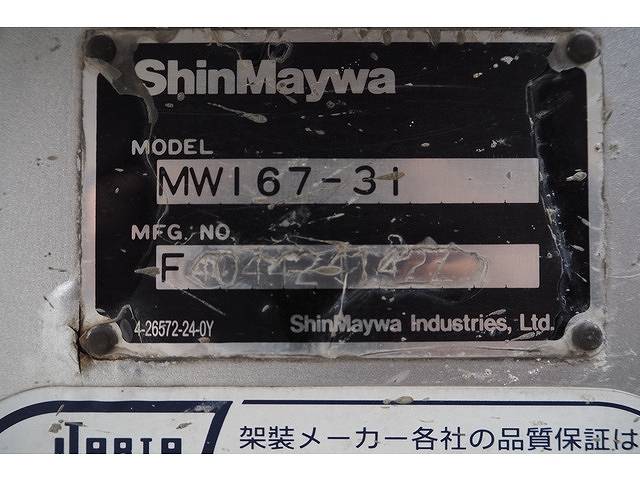 ShinMaywa
MODEL
MW167-31
MFG. NO
F
4-26572-24-0Y
ShinMaywa Industries, Ltd.
JABIA
架装メーカー各社の品質保証は